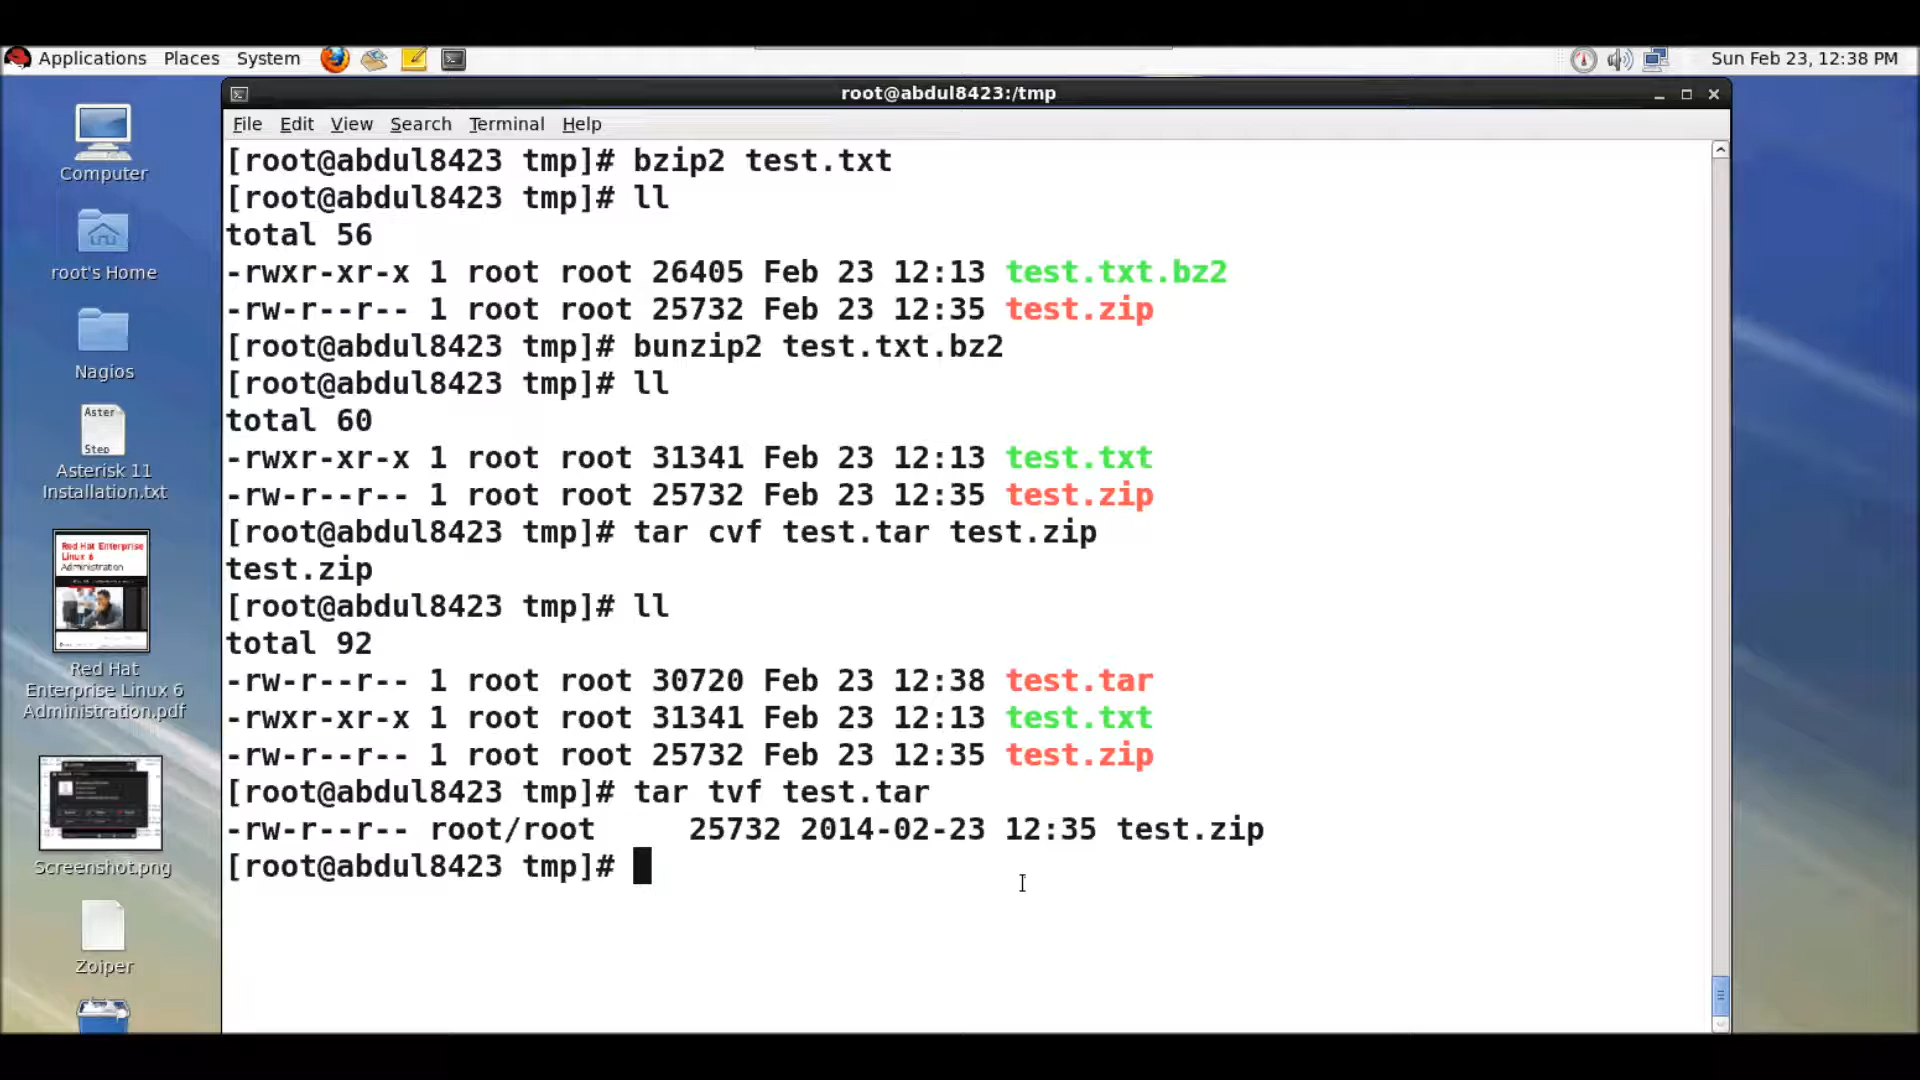 Applications Places System
Sun Feb 23, 12:38 PM
root@abdul8423:/tmp
File Edit View Search Terminal Help
[root@abdul8423 tmp]# bzip2 test.txt
[root@abdul8423 tmp]# ll
total 56
-rwxr-xr-x 1 root root 26405 Feb 23 12:13 test.txt.bz2
-rw-r--r-- 1 root root 25732 Feb 23 12:35 test.zip
[root@abdul8423 tmp]# bunzip2 test.txt.bz2
[root@abdul8423 tmp]# ll
total 60
-rwxr-xr-x 1 root root 31341 Feb 23 12:13 test.txt
-rw-r--r-- 1 root root 25732 Feb 23 12:35 test.zip
[root@abdul8423 tmp]# tar cvf test.tar test.zip
test.zip
[root@abdul8423 tmp]# ll
total 92
-rw-r--r-- 1 root root 30720 Feb 23 12:38 test.tar
-rwxr-xr-x 1 root root 31341 Feb 23 12:13 test.txt
-rw-r--r-- 1 root root 25732 Feb 23 12:35 test.zip
[root@abdul8423 tmp]# tar tvf test.tar
-rw-r--r-- root/root 25732 2014-02-23 12:35 test.zip
[root@abdul8423 tmp]#
Computer
root's Home
Nagios
Aster
Step
Asterisk 11
Installation.txt
Red Hat Enterprise
Linux 6
Administration
Red Hat
Enterprise Linux 6
Administration.pdf
Screenshot.png
Zoiper